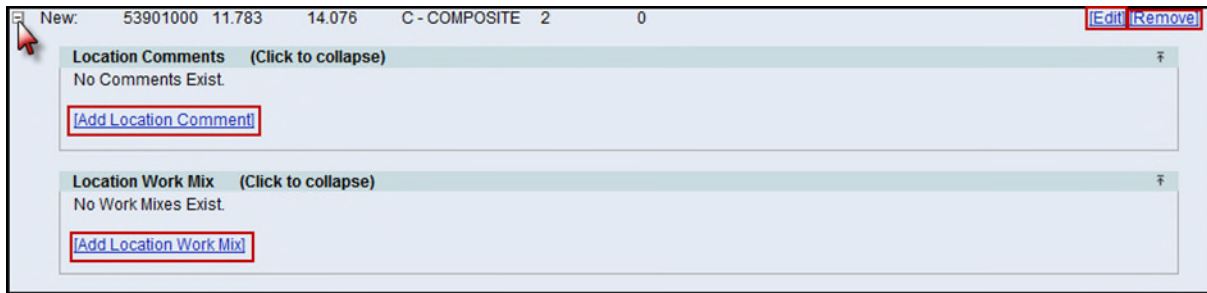 New: 53901000 11.783 14.076 C - COMPOSITE 2 0 [Edit] [Remove]
Location Comments (Click to collapse)
No Comments Exist.
[Add Location Comment]
Location Work Mix (Click to collapse)
No Work Mixes Exist.
[Add Location Work Mix]